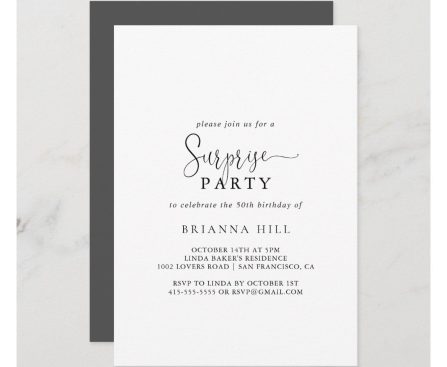 please join us for a
Surprise
PARTY
to celebrate the 50th birthday of
BRIANNA HILL
OCTOBER 14TH AT 5PM
LINDA BAKER'S RESIDENCE
1002 LOVERS ROAD | SAN FRANCISCO, CA
RSVP TO LINDA BY OCTOBER 1ST
415-555-5555 OR RSVP@GMAIL.COM